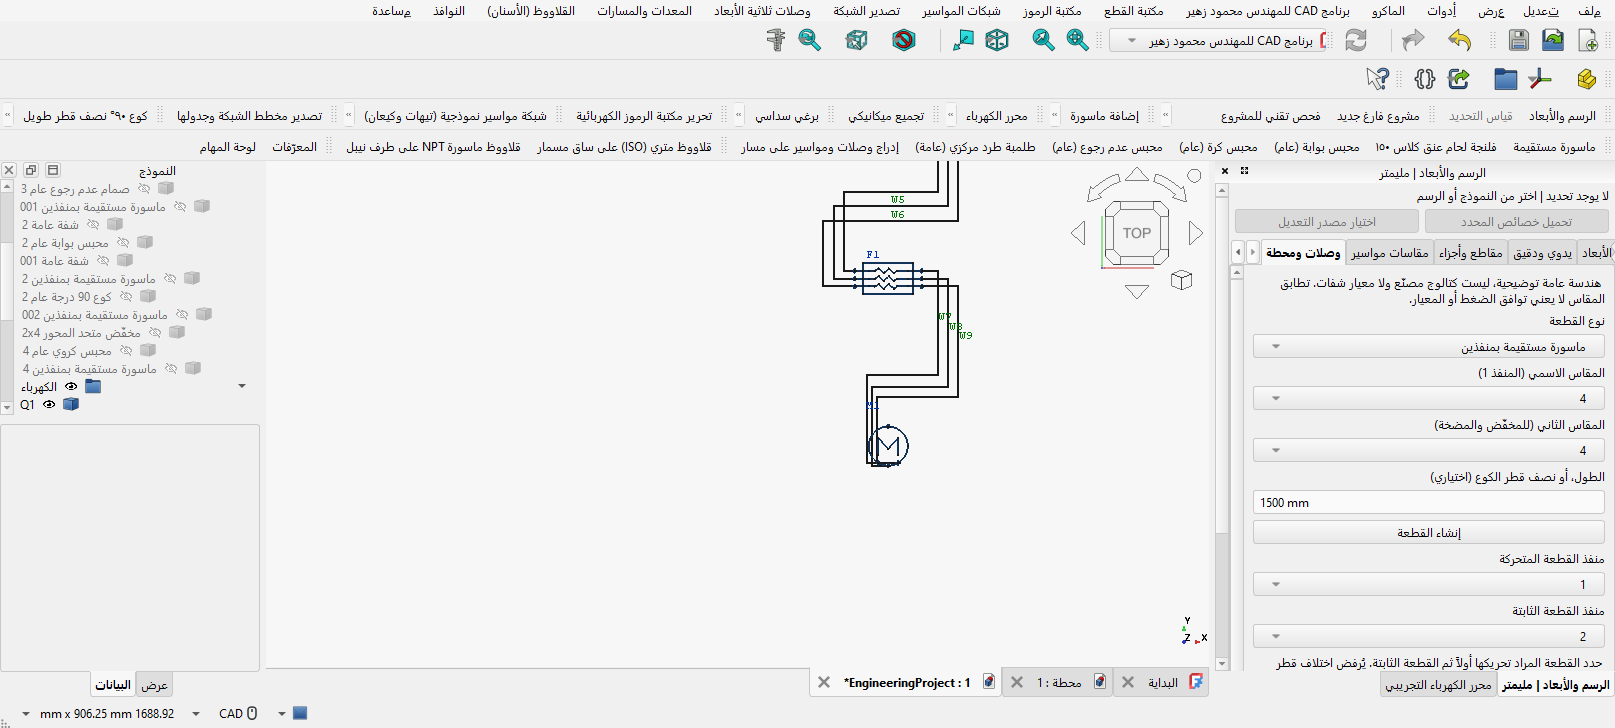 ملف تعديل عرض أدوات الماكرو برنامج CAD للمهندس محمود زهير مكتبة القطع مكتبة الرموز شبكات المواسير تصدير الشبكة وصلات ثلاثية الأبعاد المعدات والمسارات القلاووظ (الأسنان) النوافذ مساعدة
برنامج CAD للمهندس محمود زهير
الرسم والأبعاد قياس التحديد مشروع فارغ جديد فحص تقني للمشروع « إضافة ماسورة « محرر الكهرباء « تجميع ميكانيكي « برغي سداسي « تحرير مكتبة الرموز الكهربائية شبكة مواسير نموذجية (تيهات وكيعان) « تصدير مخطط الشبكة وجدولها كوع ٩٠° نصف قطر طويل «
ماسورة مستقيمة فلنجة لحام عنق كلاس ١٥٠ محبس بوابة (عام) محبس كرة (عام) محبس عدم رجوع (عام) طلمبة طرد مركزي (عامة) إدراج وصلات ومواسير على مسار قلاووظ متري (ISO) على ساق مسمار قلاووظ ماسورة NPT على طرف نيبل المعرّفات لوحة المهام
الرسم والأبعاد | مليمتر
لا يوجد تحديد | اختر من النموذج أو الرسم
تحميل خصائص المحدد
اختيار مصدر التعديل
الأبعاد يدوي ودقيق مقاطع وأجزاء مقاسات مواسير وصلات ومحطة
هندسة عامة توضيحية، ليست كتالوج مصنّع ولا معيار شفات. تطابق
المقاس لا يعني توافق الضغط أو المعيار.
نوع القطعة
ماسورة مستقيمة بمنفذين
المقاس الاسمي (المنفذ 1)
4
المقاس الثاني (للمخفّض والمضخة)
4
الطول، أو نصف قطر الكوع (اختياري)
1500 mm
إنشاء القطعة
منفذ القطعة المتحركة
1
منفذ القطعة الثابتة
2
حدد القطعة المراد تحريكها أولاً ثم القطعة الثابتة. يُرفض اختلاف قطر
الرسم والأبعاد | مليمتر محرر الكهرباء التجريبي
W5
W6
F1
W7
W8
W9
M1
M
TOP
Y
Z X
النموذج
صمام عدم رجوع عام 3
ماسورة مستقيمة بمنفذين 001
شفة عامة 2
محبس بوابة عام 2
شفة عامة 001
ماسورة مستقيمة بمنفذين 2
كوع 90 درجة عام 2
ماسورة مستقيمة بمنفذين 002
مخفّض متحد المحور 2x4
محبس كروي عام 4
ماسورة مستقيمة بمنفذين 4
الكهرباء
Q1
عرض البيانات
البداية
محطة : 1
EngineeringProject : 1*
CAD
1688.92 mm x 906.25 mm